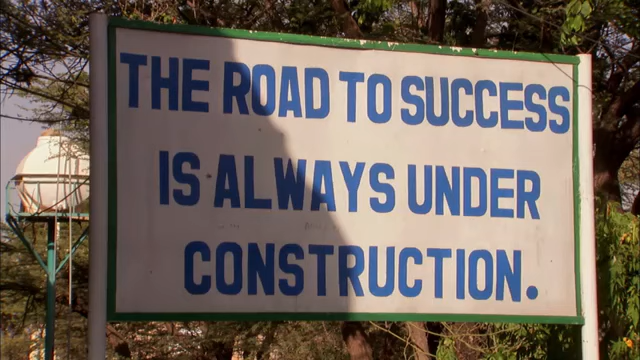 THE ROAD TO SUCCESS
IS ALWAYS UNDER
CONSTRUCTION.